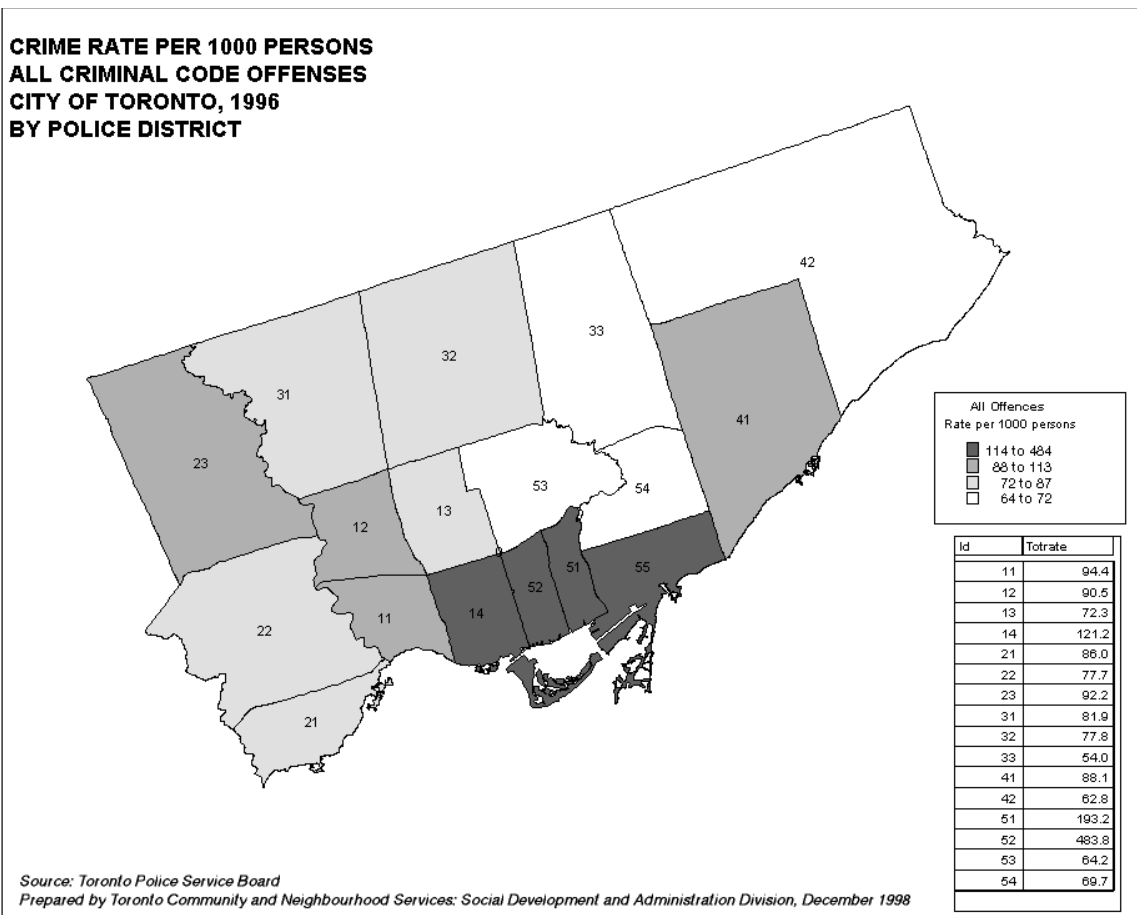 CRIME RATE PER 1000 PERSONS
ALL CRIMINAL CODE OFFENSES
CITY OF TORONTO, 1996
BY POLICE DISTRICT
42
33
32
31
41
23
53
54
13
12
51
55
52
14
11
22
21
All Offences
Rate per 1000 persons
114 to 484
88 to 113
72 to 87
64 to 72
Id Totrate
11 94.4
12 90.5
13 72.3
14 121.2
21 86.0
22 77.7
23 92.2
31 81.9
32 77.8
33 54.0
41 88.1
42 62.8
51 193.2
52 483.8
53 64.2
54 69.7
Source: Toronto Police Service Board
Prepared by Toronto Community and Neighbourhood Services: Social Development and Administration Division, December 1998